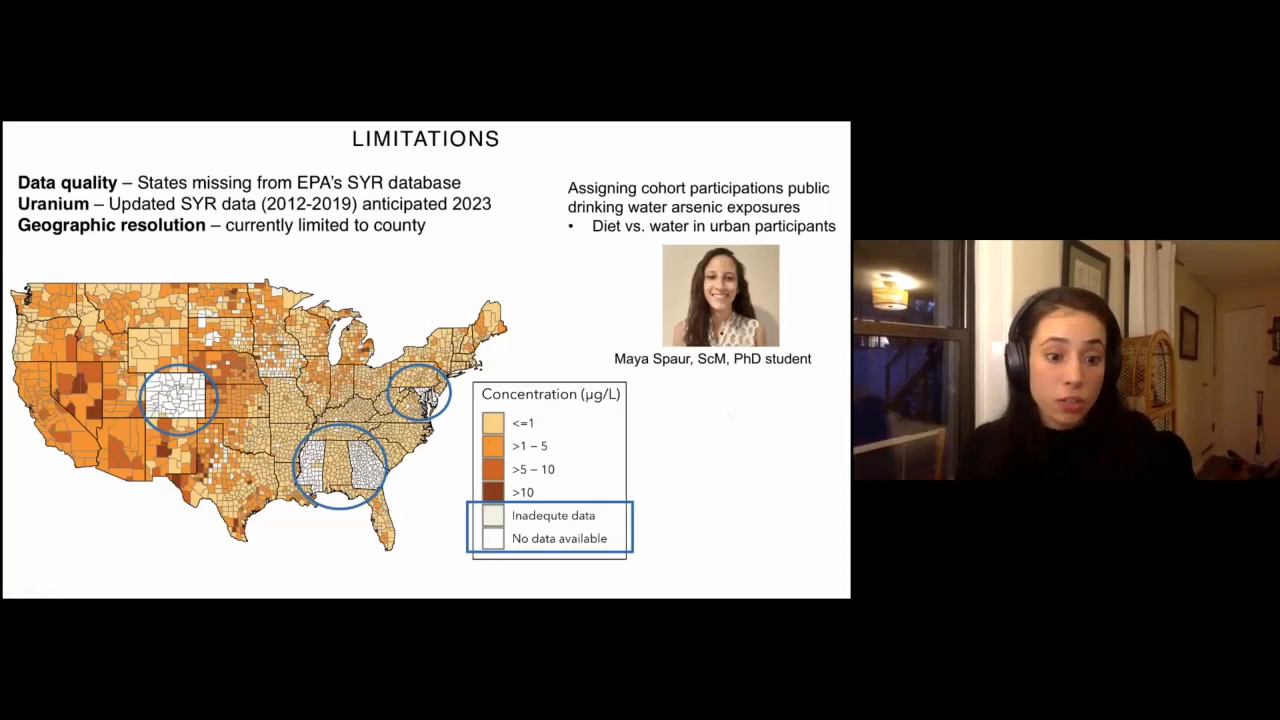 LIMITATIONS
Data quality – States missing from EPA's SYR database
Uranium – Updated SYR data (2012-2019) anticipated 2023
Geographic resolution – currently limited to county
Assigning cohort participations public
drinking water arsenic exposures
• Diet vs. water in urban participants
Maya Spaur, ScM, PhD student
Concentration (µg/L)
<=1
>1 – 5
>5 – 10
>10
Inadequte data
No data available